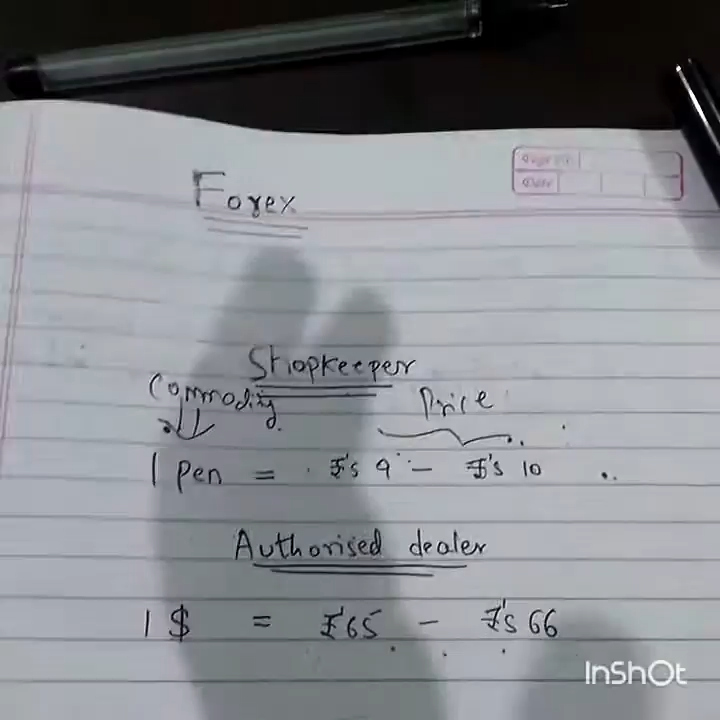 Forex
Shopkeeper
Commodity
Price
1 pen = ₹'s 9 – ₹'s 10
Authorised dealer
1 $ = ₹'65 – ₹'s 66
InShOt